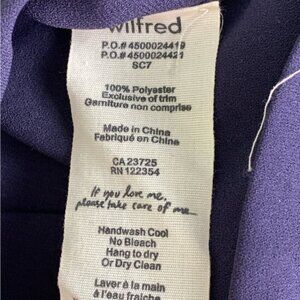 wilfred
P.O.# 4500024419
P.O.# 4500024421
SC7
100% Polyester
Exclusive of trim
Garniture non comprise
Made in China
Fabriqué en China
CA 23725
RN 122354
If you love me,
please take care of me
Handwash Cool
No Bleach
Hang to dry
Or Dry Clean
Laver à la main à
l'eau fraîche